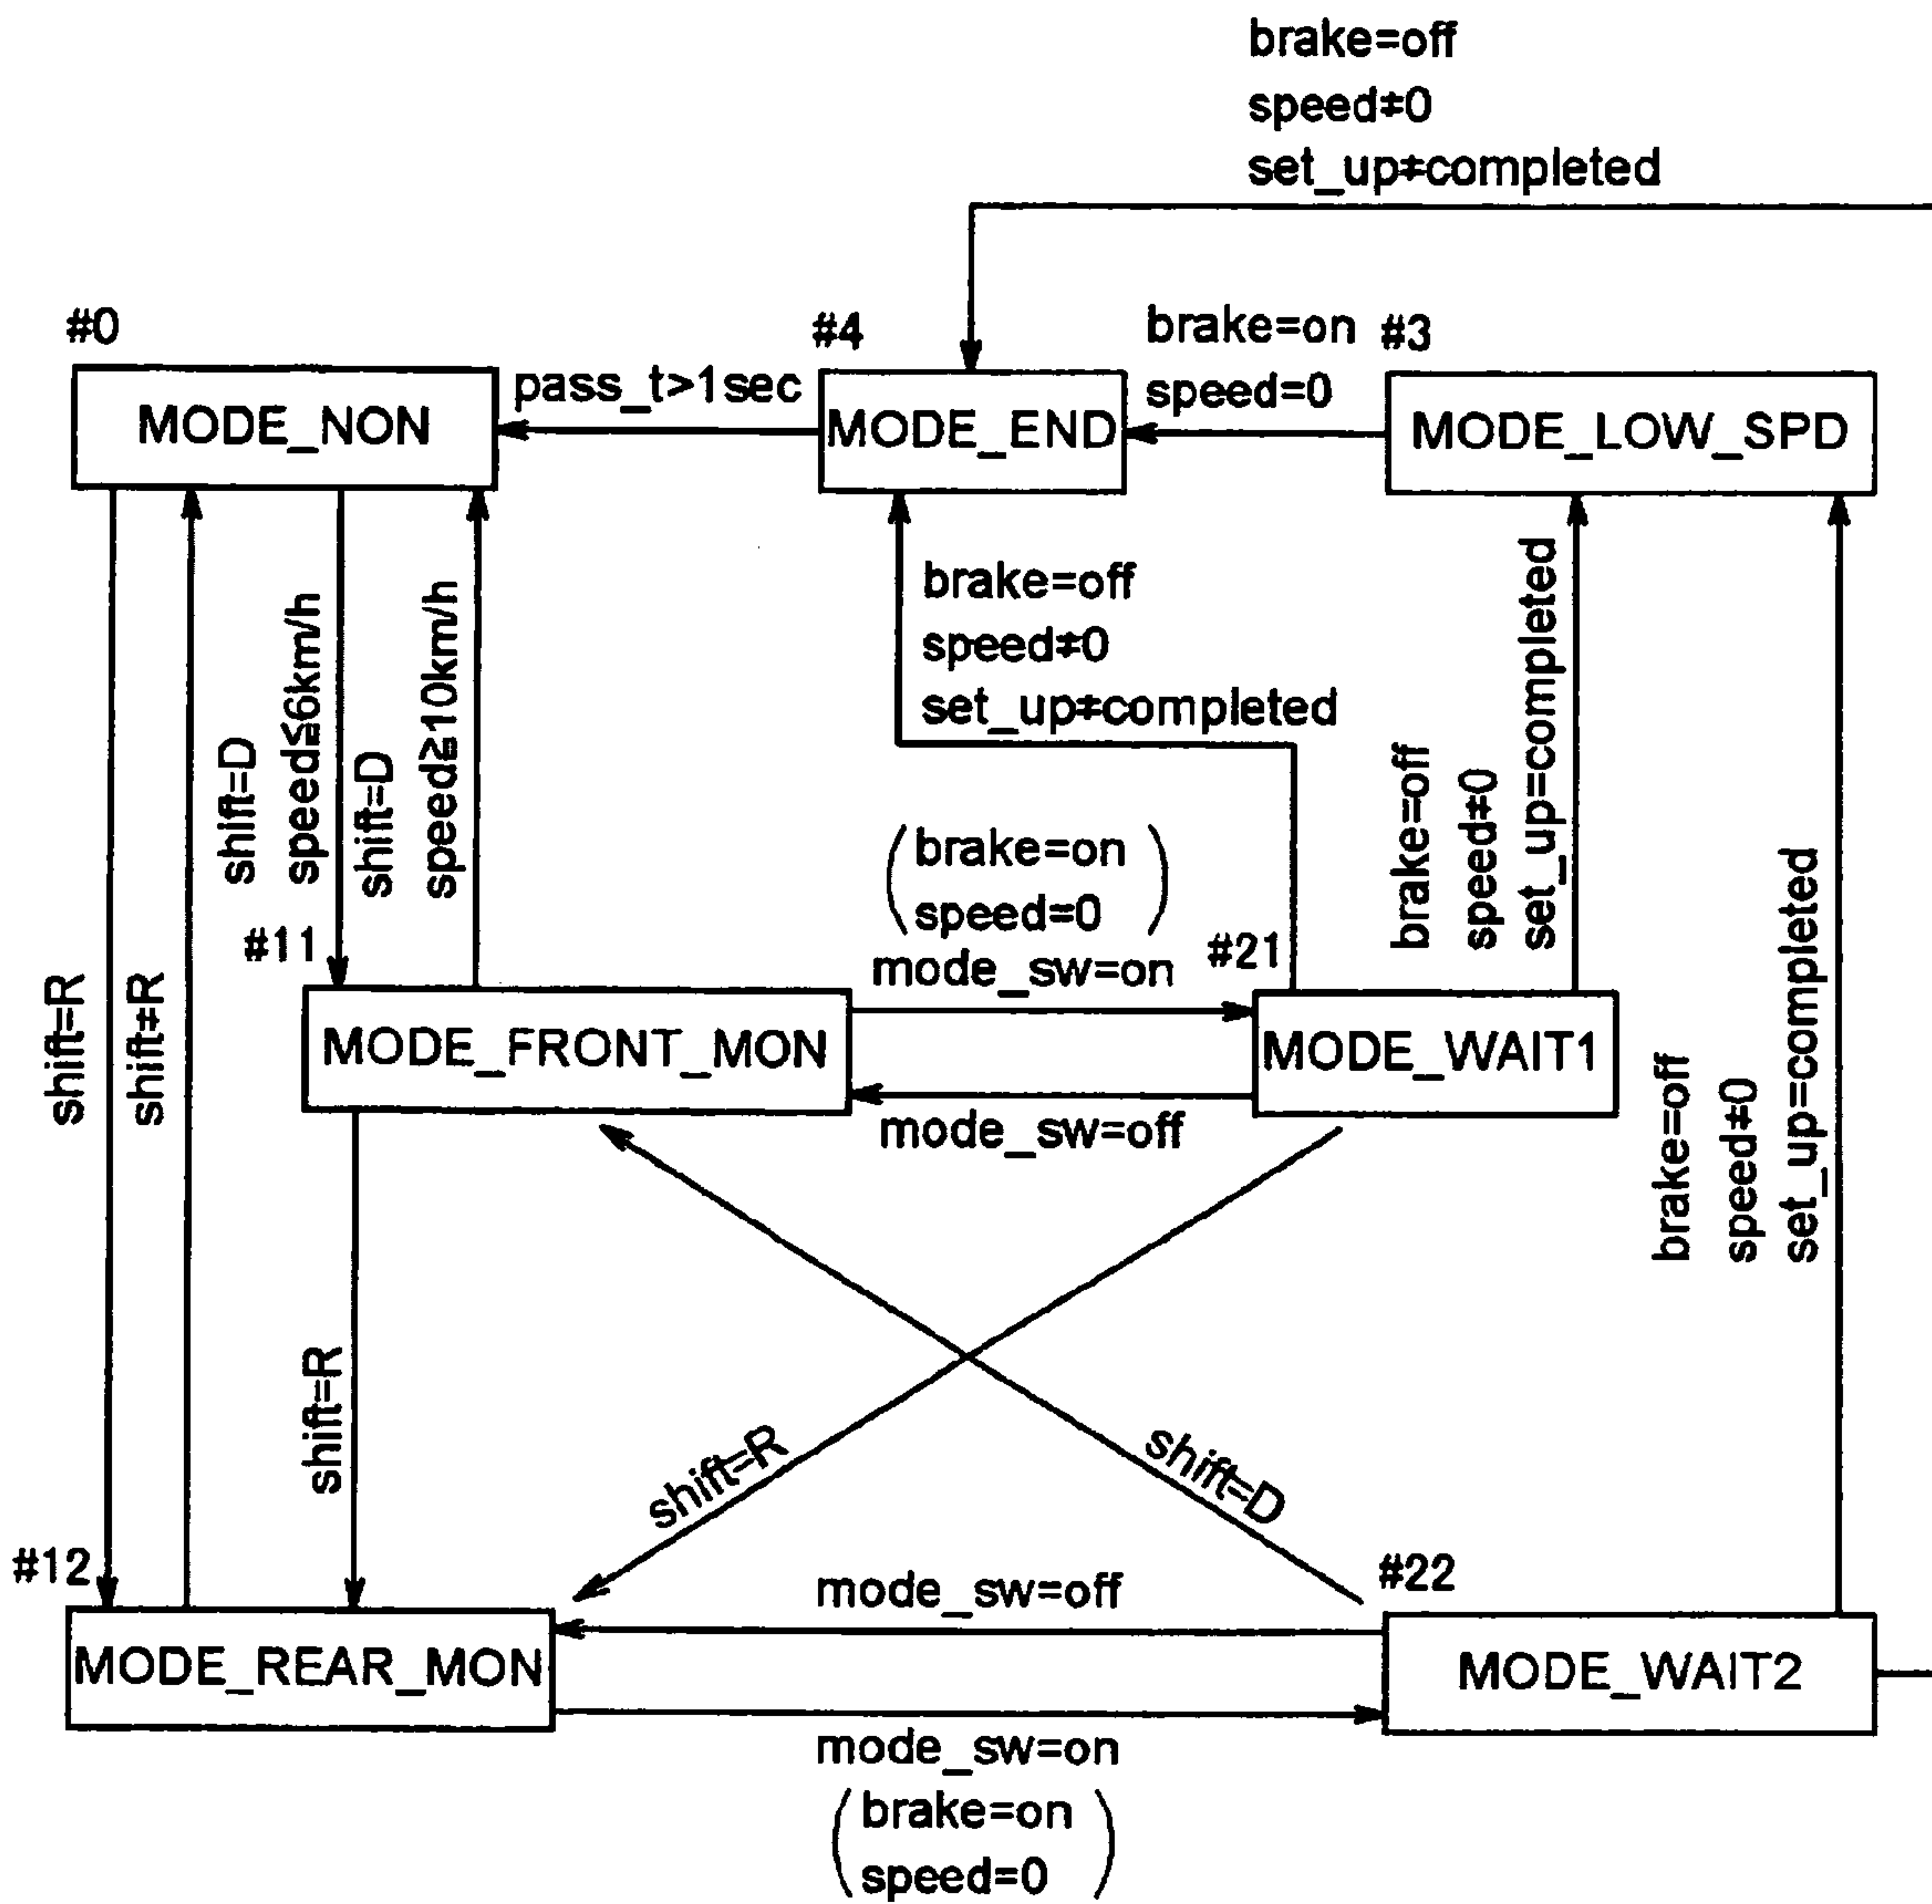 brake=off
speed≠0
set_up≠completed
#0
#4
brake=on
speed=0
#3
MODE_NON
pass_t>1sec
MODE_END
MODE_LOW_SPD
brake=off
speed≠0
set_up≠completed
shift=R
shift≠R
shift=D
speed≦6km/h
shift=D
speed≧10km/h
brake=off
speed≠0
set_up=completed
(brake=on
speed=0)
mode_sw=on
#11
#21
MODE_FRONT_MON
MODE_WAIT1
mode_sw=off
brake=off
speed≠0
set_up=completed
shift=R
shift=R
shift=D
#12
mode_sw=off
#22
MODE_REAR_MON
MODE_WAIT2
mode_sw=on
(brake=on
speed=0)